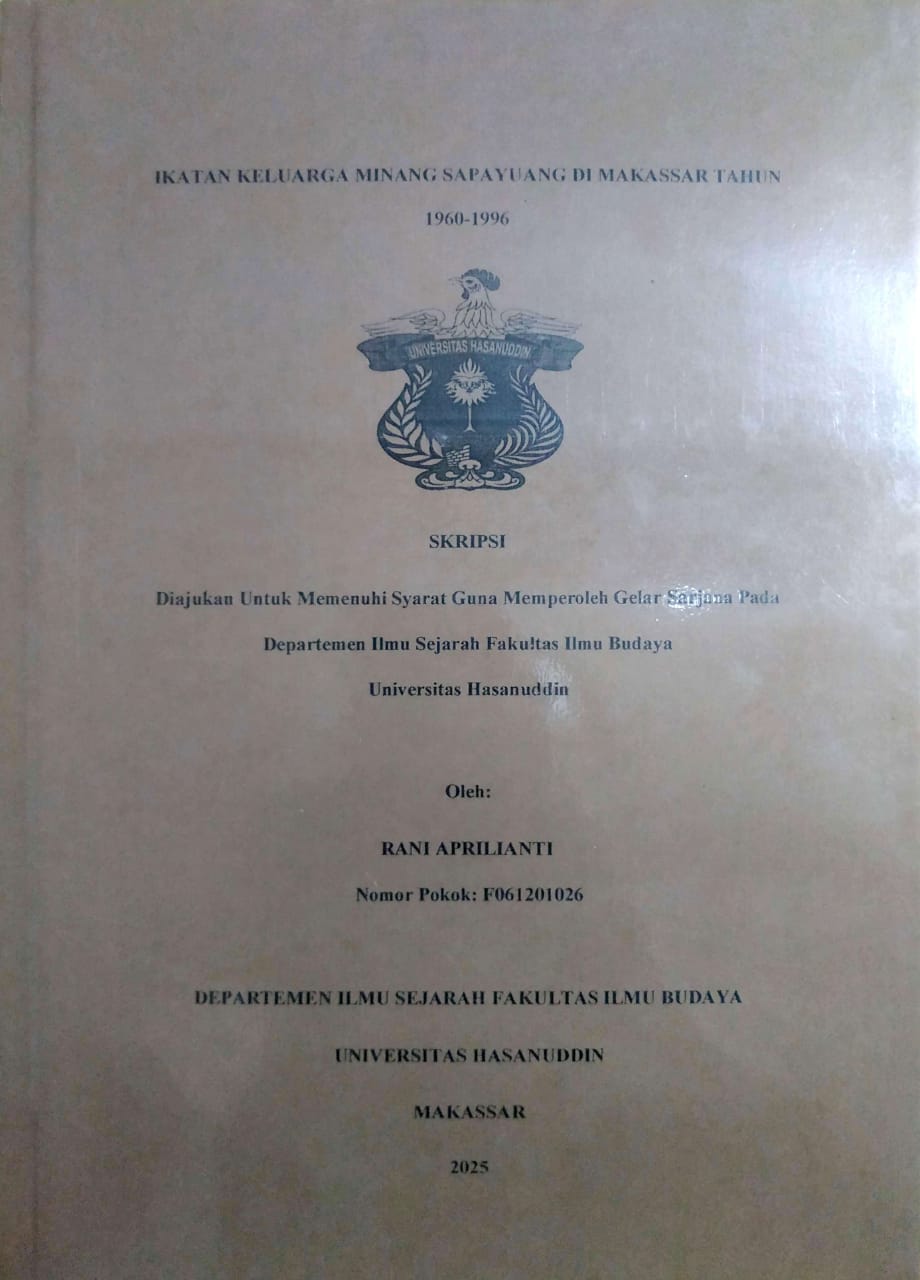 IKATAN KELUARGA MINANG SAPAYUANG DI MAKASSAR TAHUN
1960-1996
UNIVERSITAS HASANUDDIN
SKRIPSI
Diajukan Untuk Memenuhi Syarat Guna Memperoleh Gelar Sarjana Pada
Departemen Ilmu Sejarah Fakultas Ilmu Budaya
Universitas Hasanuddin
Oleh:
RANI APRILIANTI
Nomor Pokok: F061201026
DEPARTEMEN ILMU SEJARAH FAKULTAS ILMU BUDAYA
UNIVERSITAS HASANUDDIN
MAKASSAR
2025